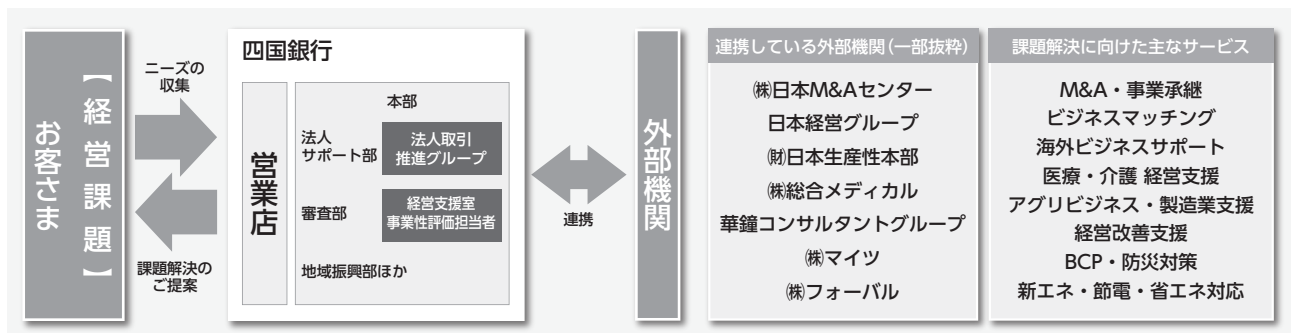 お客さま
【経営課題】
ニーズの
収集
課題解決の
ご提案
四国銀行
営業店
本部
法人
サポート部
法人取引
推進グループ
審査部
経営支援室
事業性評価担当者
地域振興部ほか
連携
外部機関
連携している外部機関(一部抜粋)
㈱日本M&Aセンター
日本経営グループ
㈶日本生産性本部
㈱総合メディカル
華鐘コンサルタントグループ
㈱マイツ
㈱フォーバル
課題解決に向けた主なサービス
M&A・事業承継
ビジネスマッチング
海外ビジネスサポート
医療・介護 経営支援
アグリビジネス・製造業支援
経営改善支援
BCP・防災対策
新エネ・節電・省エネ対応